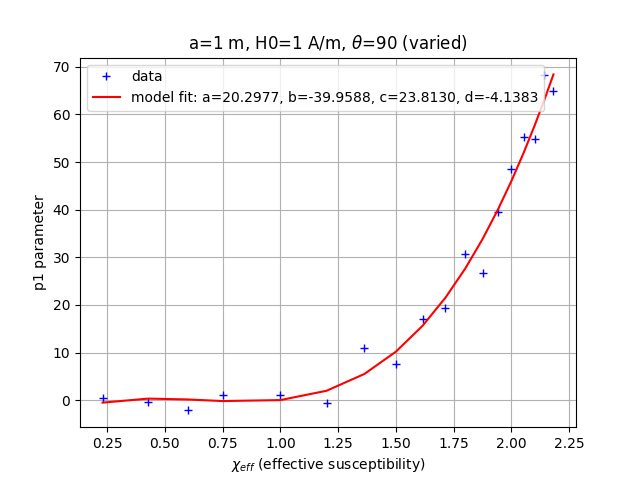 a=1 m, H0=1 A/m, θ=90 (varied)
70
60
50
40
30
20
10
0
p1 parameter
data
model fit: a=20.2977, b=-39.9588, c=23.8130, d=-4.1383
0.25 0.50 0.75 1.00 1.25 1.50 1.75 2.00 2.25
χeff (effective susceptibility)